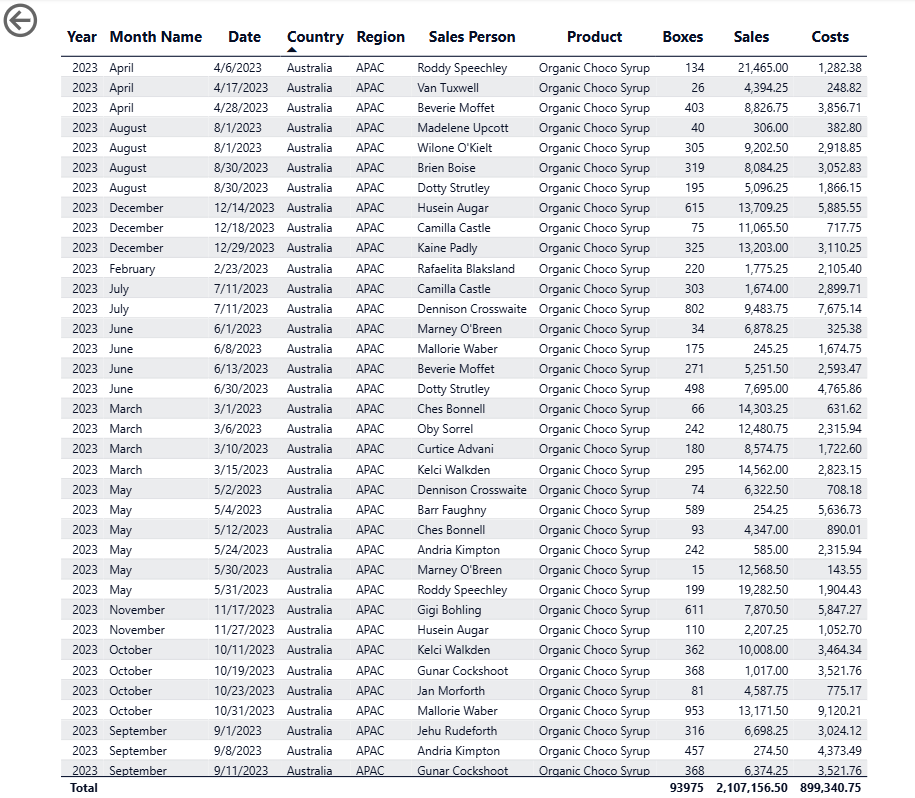 Year Month Name Date Country Region Sales Person Product Boxes Sales Costs
2023 April 4/6/2023 Australia APAC Roddy Speechley Organic Choco Syrup 134 21,465.00 1,282.38
2023 April 4/17/2023 Australia APAC Van Tuxwell Organic Choco Syrup 26 4,394.25 248.82
2023 April 4/28/2023 Australia APAC Beverie Moffet Organic Choco Syrup 403 8,826.75 3,856.71
2023 August 8/1/2023 Australia APAC Madelene Upcott Organic Choco Syrup 40 306.00 382.80
2023 August 8/1/2023 Australia APAC Wilone O'Kielt Organic Choco Syrup 305 9,202.50 2,918.85
2023 August 8/30/2023 Australia APAC Brien Boise Organic Choco Syrup 319 8,084.25 3,052.83
2023 August 8/30/2023 Australia APAC Dotty Strutley Organic Choco Syrup 195 5,096.25 1,866.15
2023 December 12/14/2023 Australia APAC Husein Augar Organic Choco Syrup 615 13,709.25 5,885.55
2023 December 12/18/2023 Australia APAC Camilla Castle Organic Choco Syrup 75 11,065.50 717.75
2023 December 12/29/2023 Australia APAC Kaine Padly Organic Choco Syrup 325 13,203.00 3,110.25
2023 February 2/23/2023 Australia APAC Rafaelita Blaksland Organic Choco Syrup 220 1,775.25 2,105.40
2023 July 7/11/2023 Australia APAC Camilla Castle Organic Choco Syrup 303 1,674.00 2,899.71
2023 July 7/11/2023 Australia APAC Dennison Crosswaite Organic Choco Syrup 802 9,483.75 7,675.14
2023 June 6/1/2023 Australia APAC Marney O'Breen Organic Choco Syrup 34 6,878.25 325.38
2023 June 6/8/2023 Australia APAC Mallorie Waber Organic Choco Syrup 175 245.25 1,674.75
2023 June 6/13/2023 Australia APAC Beverie Moffet Organic Choco Syrup 271 5,251.50 2,593.47
2023 June 6/30/2023 Australia APAC Dotty Strutley Organic Choco Syrup 498 7,695.00 4,765.86
2023 March 3/1/2023 Australia APAC Ches Bonnell Organic Choco Syrup 66 14,303.25 631.62
2023 March 3/6/2023 Australia APAC Oby Sorrel Organic Choco Syrup 242 12,480.75 2,315.94
2023 March 3/10/2023 Australia APAC Curtice Advani Organic Choco Syrup 180 8,574.75 1,722.60
2023 March 3/15/2023 Australia APAC Kelci Walkden Organic Choco Syrup 295 14,562.00 2,823.15
2023 May 5/2/2023 Australia APAC Dennison Crosswaite Organic Choco Syrup 74 6,322.50 708.18
2023 May 5/4/2023 Australia APAC Barr Faughny Organic Choco Syrup 589 254.25 5,636.73
2023 May 5/12/2023 Australia APAC Ches Bonnell Organic Choco Syrup 93 4,347.00 890.01
2023 May 5/24/2023 Australia APAC Andria Kimpton Organic Choco Syrup 242 585.00 2,315.94
2023 May 5/30/2023 Australia APAC Marney O'Breen Organic Choco Syrup 15 12,568.50 143.55
2023 May 5/31/2023 Australia APAC Roddy Speechley Organic Choco Syrup 199 19,282.50 1,904.43
2023 November 11/17/2023 Australia APAC Gigi Bohling Organic Choco Syrup 611 7,870.50 5,847.27
2023 November 11/27/2023 Australia APAC Husein Augar Organic Choco Syrup 110 2,207.25 1,052.70
2023 October 10/11/2023 Australia APAC Kelci Walkden Organic Choco Syrup 362 10,008.00 3,464.34
2023 October 10/19/2023 Australia APAC Gunar Cockshoot Organic Choco Syrup 368 1,017.00 3,521.76
2023 October 10/23/2023 Australia APAC Jan Morforth Organic Choco Syrup 81 4,587.75 775.17
2023 October 10/31/2023 Australia APAC Mallorie Waber Organic Choco Syrup 953 13,171.50 9,120.21
2023 September 9/1/2023 Australia APAC Jehu Rudeforth Organic Choco Syrup 316 6,698.25 3,024.12
2023 September 9/8/2023 Australia APAC Andria Kimpton Organic Choco Syrup 457 274.50 4,373.49
2023 September 9/11/2023 Australia APAC Gunar Cockshoot Organic Choco Syrup 368 6,374.25 3,521.76
Total 93975 2,107,156.50 899,340.75